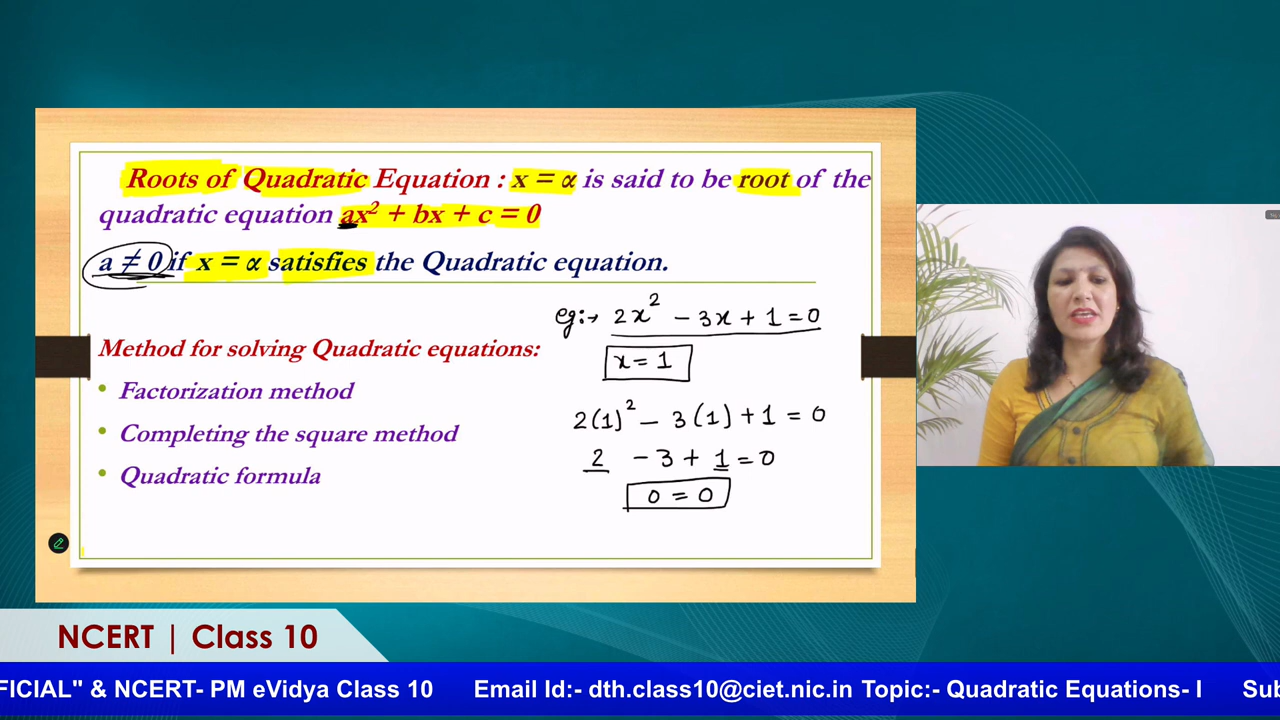 Roots of Quadratic Equation : x = α is said to be root of the
quadratic equation ax² + bx + c = 0
a ≠ 0 if x = α satisfies the Quadratic equation.
eg:→ 2x² - 3x + 1 = 0
x = 1
Method for solving Quadratic equations:
• Factorization method
• Completing the square method
• Quadratic formula
2(1)² - 3(1) + 1 = 0
2 - 3 + 1 = 0
0 = 0
NCERT | Class 10
FICIAL" & NCERT- PM eVidya Class 10 Email Id:- dth.class10@ciet.nic.in Topic:- Quadratic Equations- I Sub